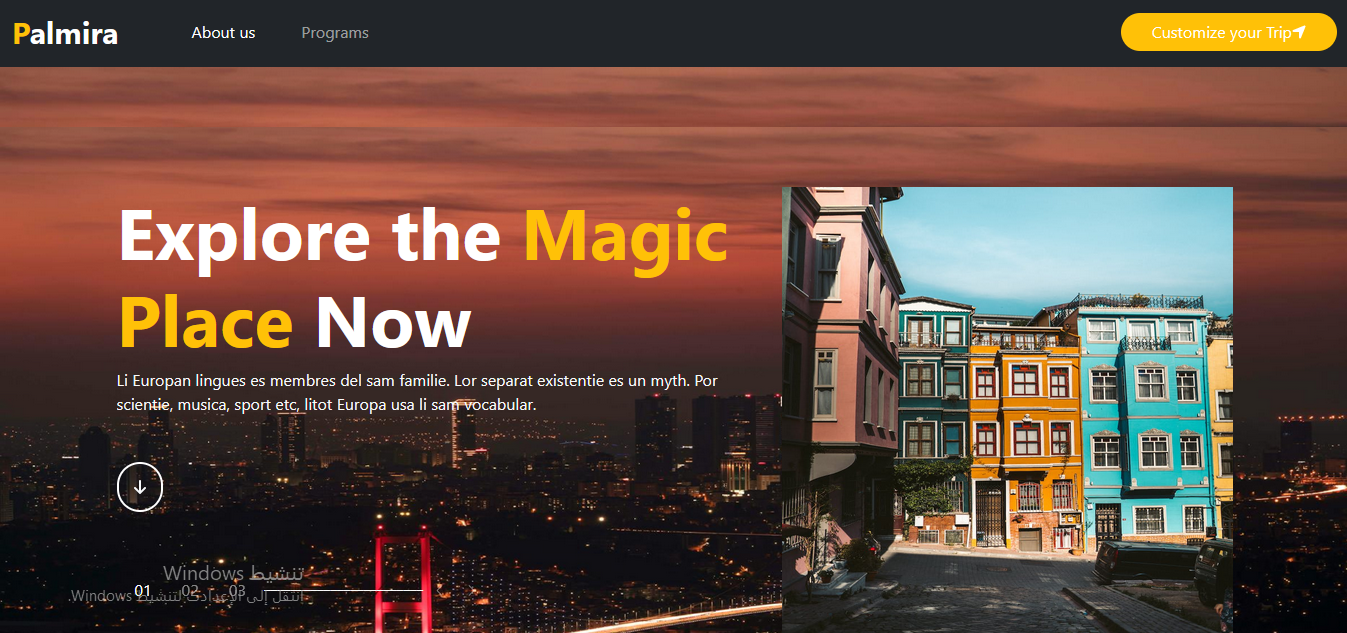 Palmira
About us
Programs
Customize your Trip
Explore the Magic
Place Now
Li Europan lingues es membres del sam familie. Lor separat existentie es un myth. Por
scientie, musica, sport etc, litot Europa usa li sam vocabular.
تنشيط Windows
01 02 03
انتقل إلى الإعدادات لتنشيط Windows.